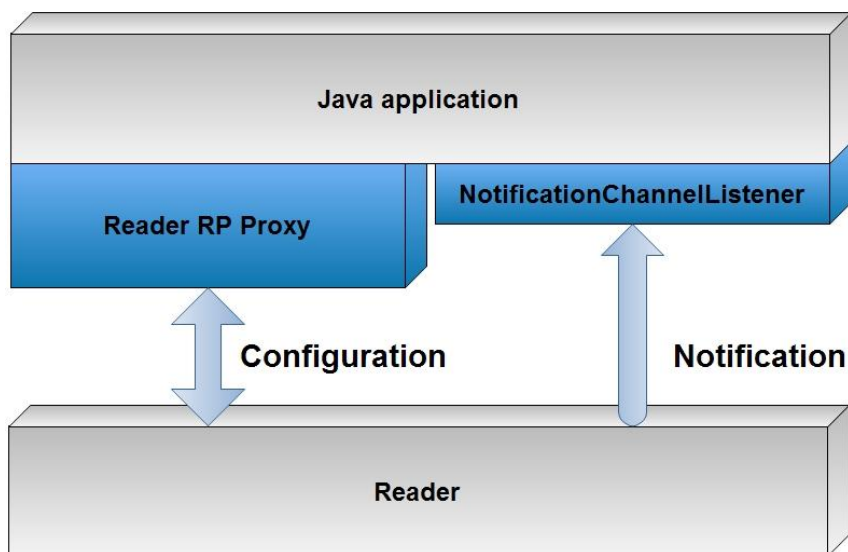 Java application
Reader RP Proxy
NotificationChannelListener
Configuration
Notification
Reader